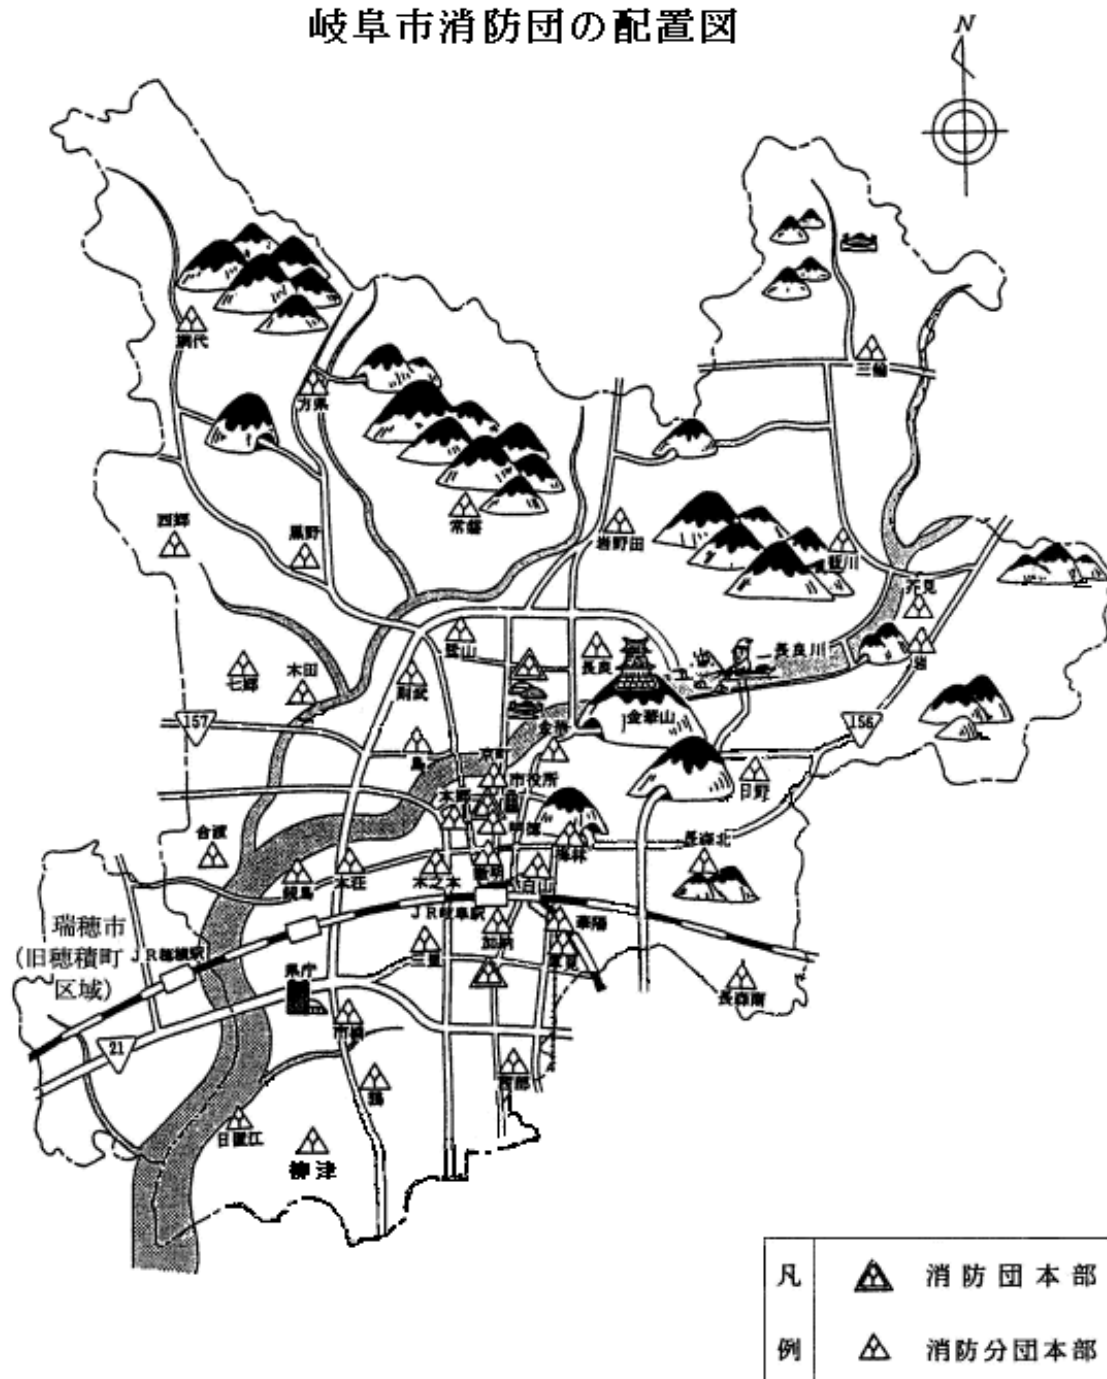 岐阜市消防団の配置図
N
網代
方県
三輪
西郷
黒野
常磐
岩野田
藍川
芥見
岩
鷺山
長良
長良川
七郷
木田
則武
金華山
157
156
島
金華
京町
市役所
日野
本郷
明徳
合渡
梅林
長森北
鏡島
本荘
木之本
徹明
白山
瑞穂市
(旧穂積町
区域)
JR穂積駅
JR岐阜駅
加納
華陽
三里
厚見
県庁
長森南
市橋
21
茜部
鶉
日置江
柳津
凡例
消防団本部
消防分団本部